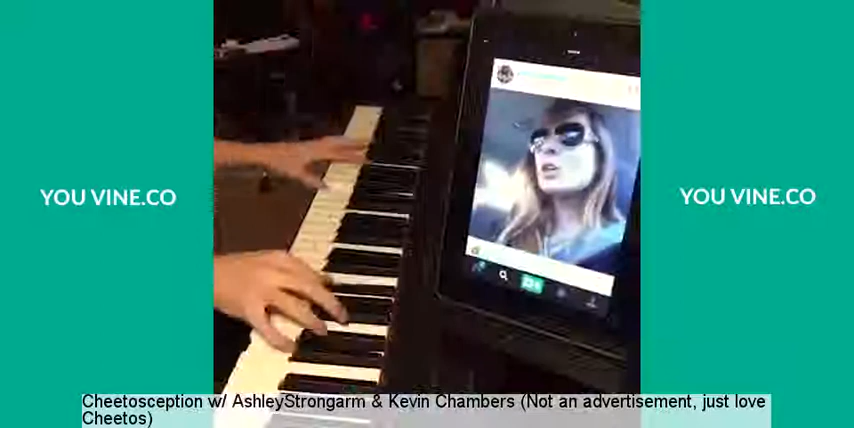 YOU VINE.CO
YOU VINE.CO
Cheetosception w/ AshleyStrongarm & Kevin Chambers (Not an advertisement, just love
Cheetos)